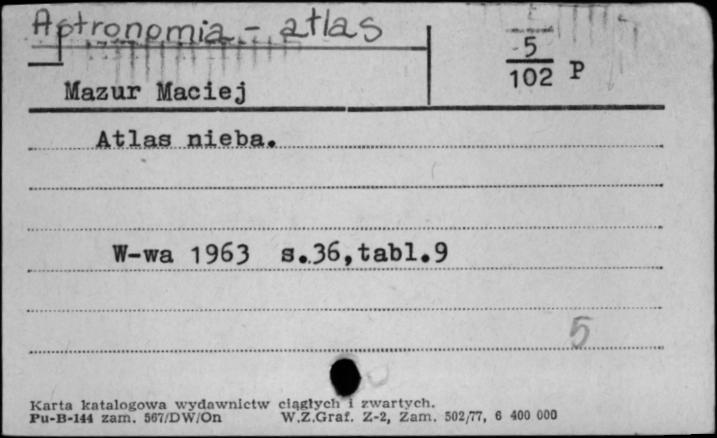 Astronomia - atlas
5
102 P
Mazur Maciej
Atlas nieba.
W-wa 1963 s.36,tabl.9
5
Karta katalogowa wydawnictw ciągłych i zwartych.
Pu-B-144 zam. 567/DW/On W.Z.Graf. Z-2, Zam. 502/77, 6 400 000